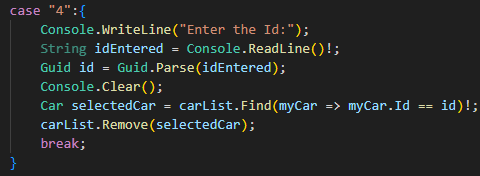 case "4":{
Console.WriteLine("Enter the Id:");
String idEntered = Console.ReadLine()!;
Guid id = Guid.Parse(idEntered);
Console.Clear();
Car selectedCar = carList.Find(myCar => myCar.Id == id)!;
carList.Remove(selectedCar);
break;
}